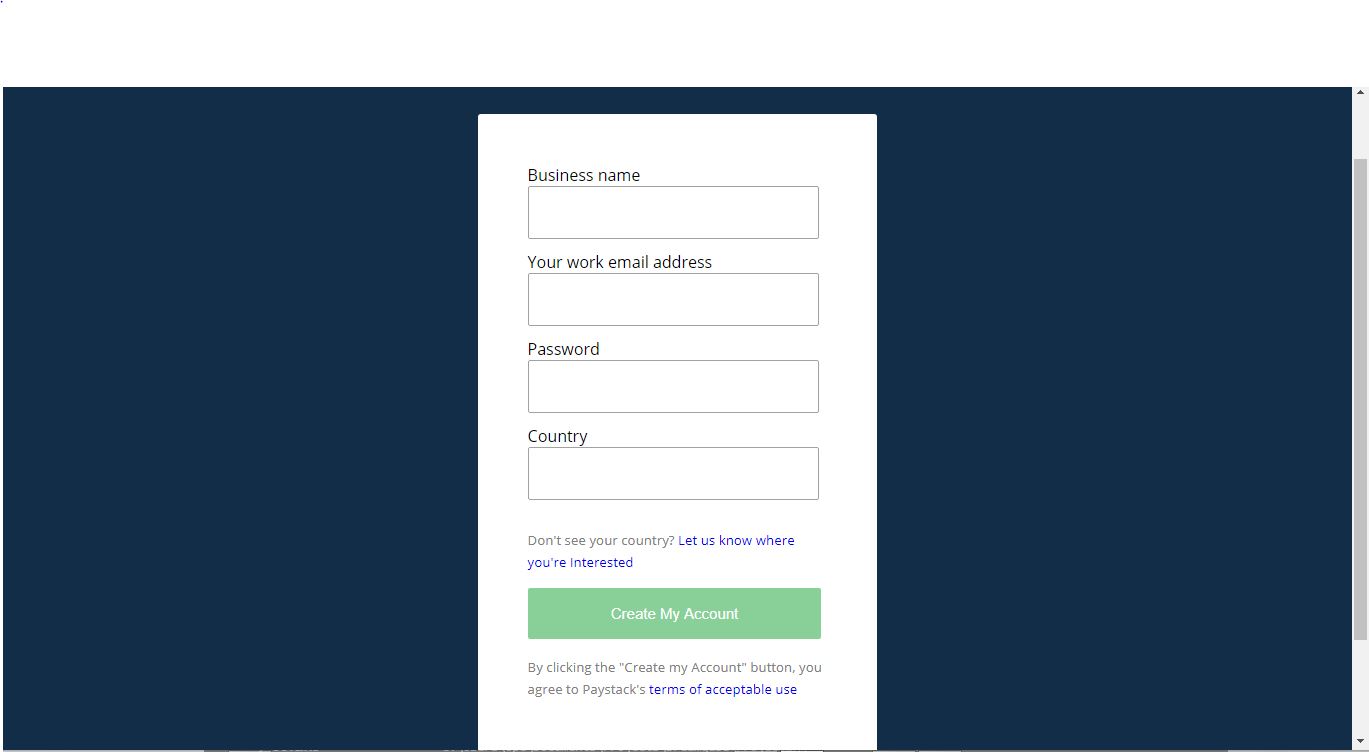 Business name
Your work email address
Password
Country
Don't see your country? Let us know where
you're Interested
Create My Account
By clicking the "Create my Account" button, you
agree to Paystack's terms of acceptable use